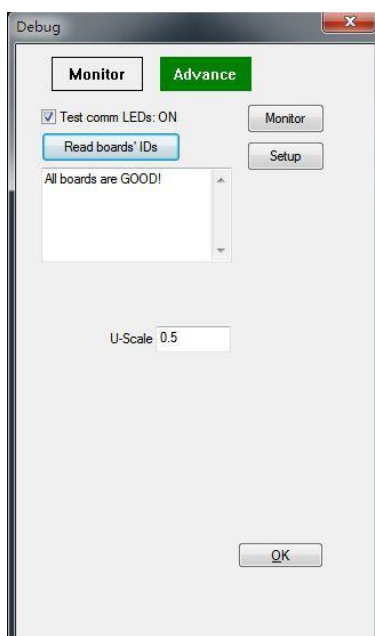 Debug
Monitor Advance
Test comm LEDs: ON Monitor
Read boards' IDs Setup
All boards are GOOD!
U-Scale 0.5
OK